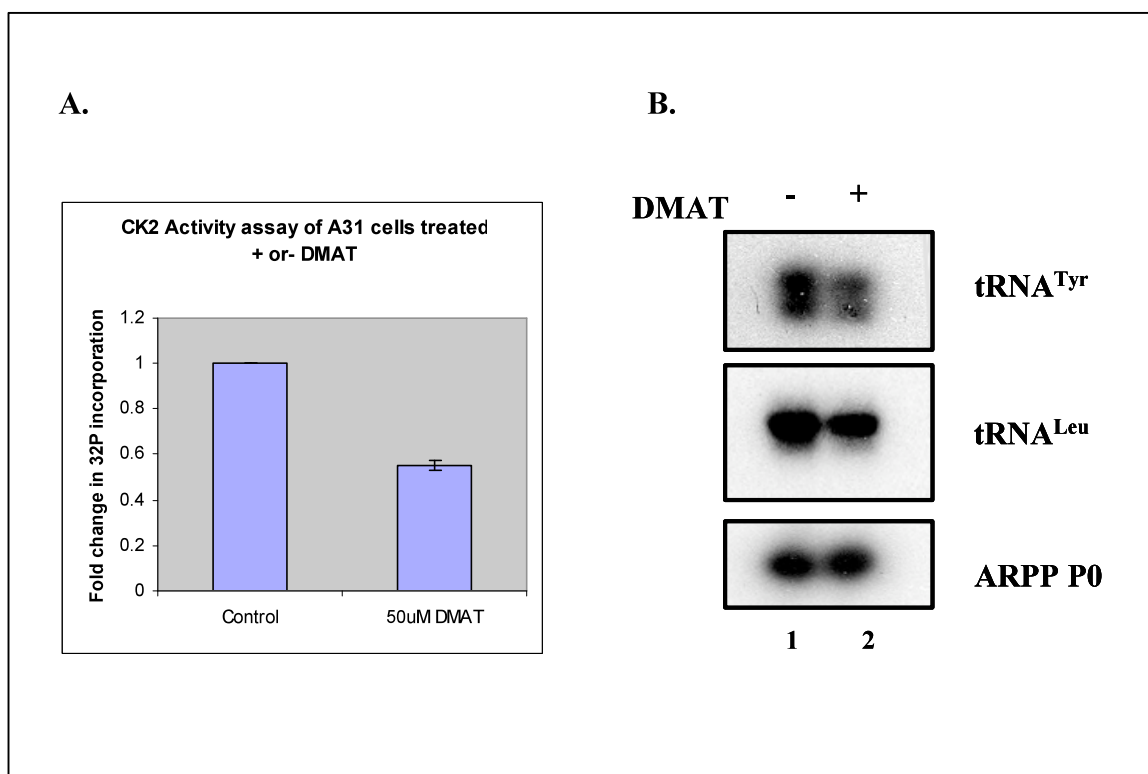 A.
CK2 Activity assay of A31 cells treated
+ or- DMAT
Fold change in 32P incorporation
1.2
1
0.8
0.6
0.4
0.2
0
Control
50uM DMAT
B.
DMAT - +
tRNATyr
tRNALeu
ARPP P0
1 2